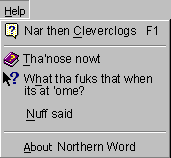 Help
Nar then Cleverclogs F1
Tha'nose nowt
What tha fuks that when
its at 'ome?
Nuff said
About Northern Word